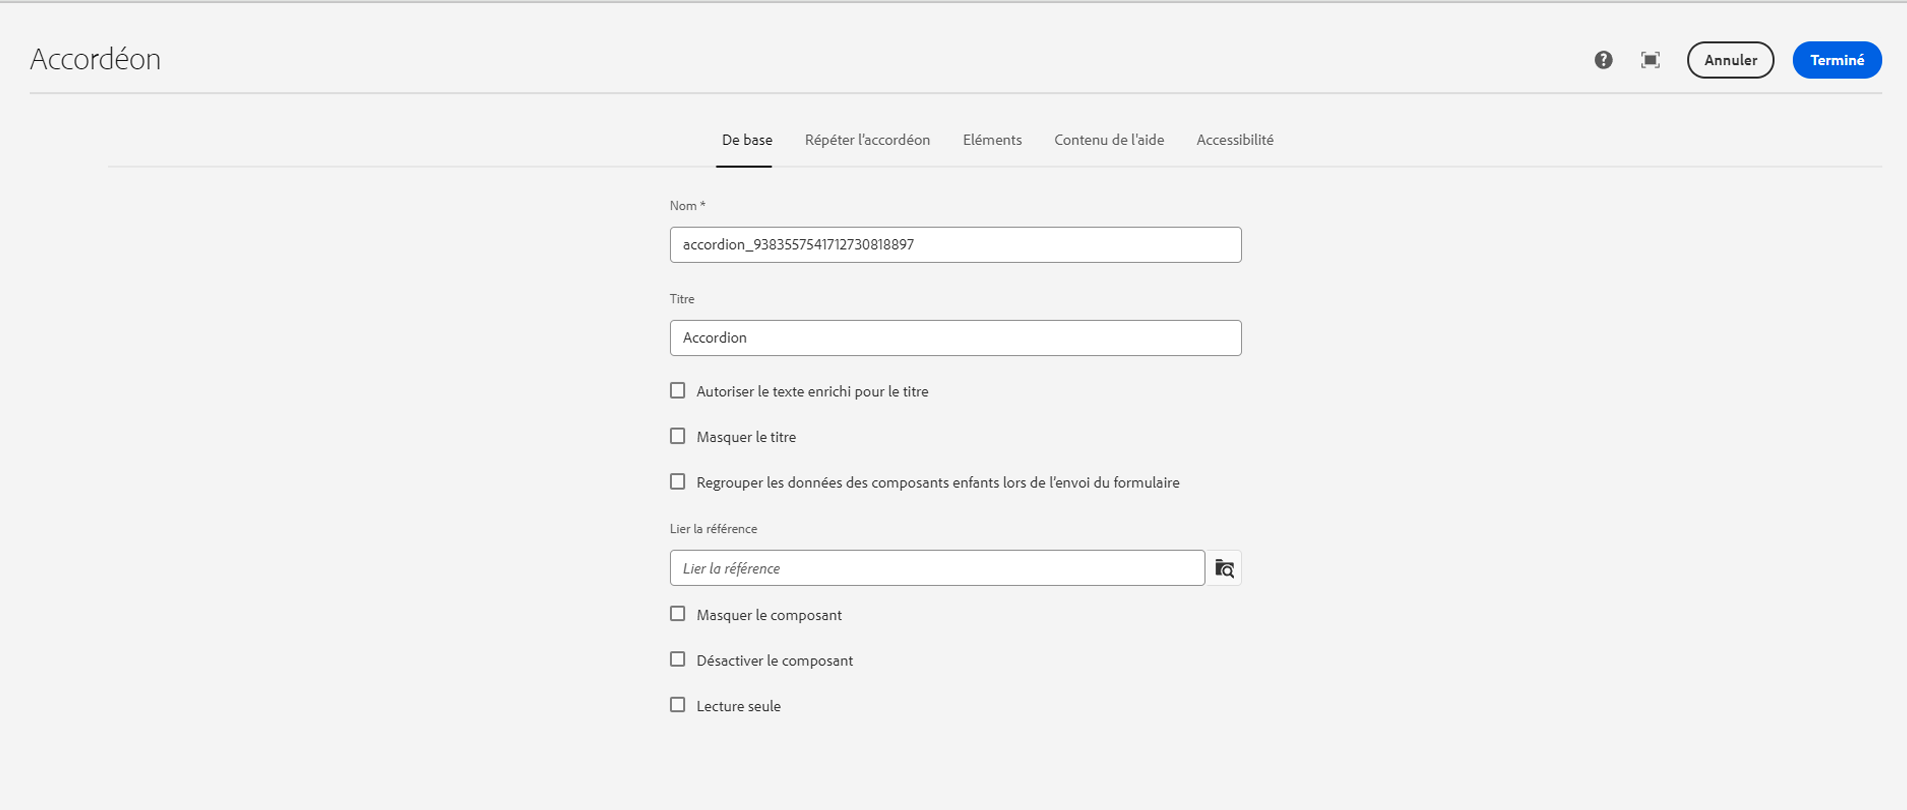 Accordéon
Annuler
Terminé
De base
Répéter l'accordéon
Eléments
Contenu de l'aide
Accessibilité
Nom *
accordion_9383557541712730818897
Titre
Accordion
Autoriser le texte enrichi pour le titre
Masquer le titre
Regrouper les données des composants enfants lors de l'envoi du formulaire
Lier la référence
Lier la référence
Masquer le composant
Désactiver le composant
Lecture seule